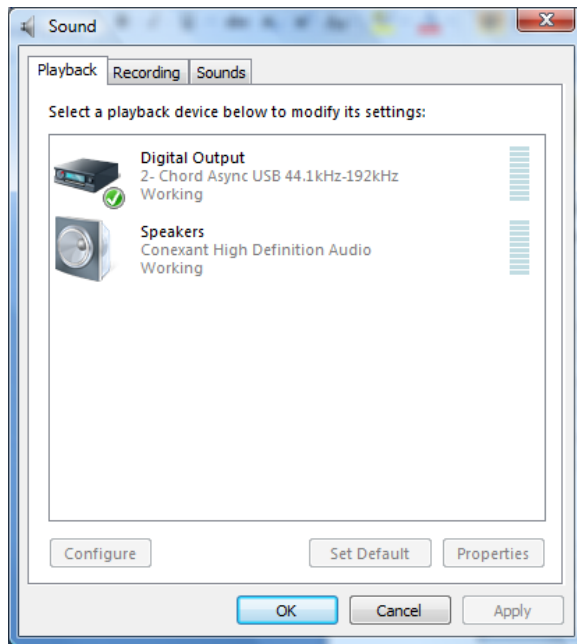 Sound
Playback Recording Sounds
Select a playback device below to modify its settings:
Digital Output
2- Chord Async USB 44.1kHz-192kHz
Working
Speakers
Conexant High Definition Audio
Working
Configure Set Default Properties
OK Cancel Apply